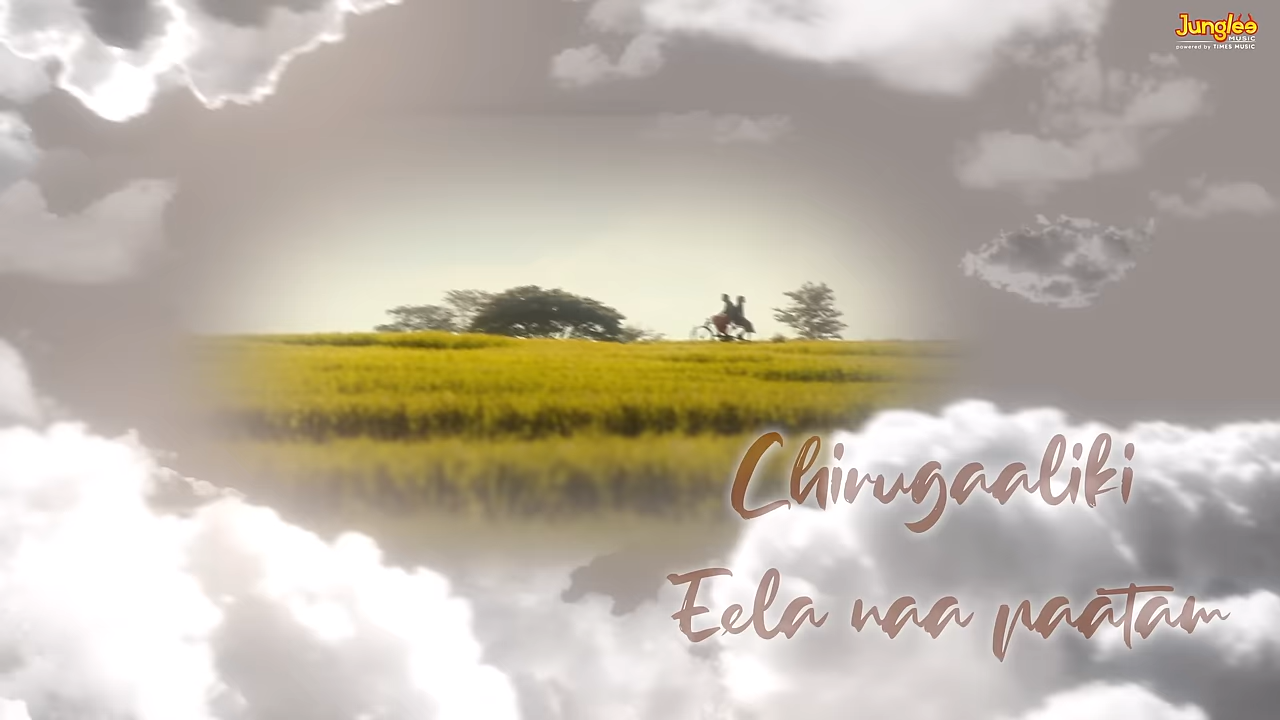 Junglee
MUSIC
powered by TIMES MUSIC
Chirugaaliki
Eela naa paatam